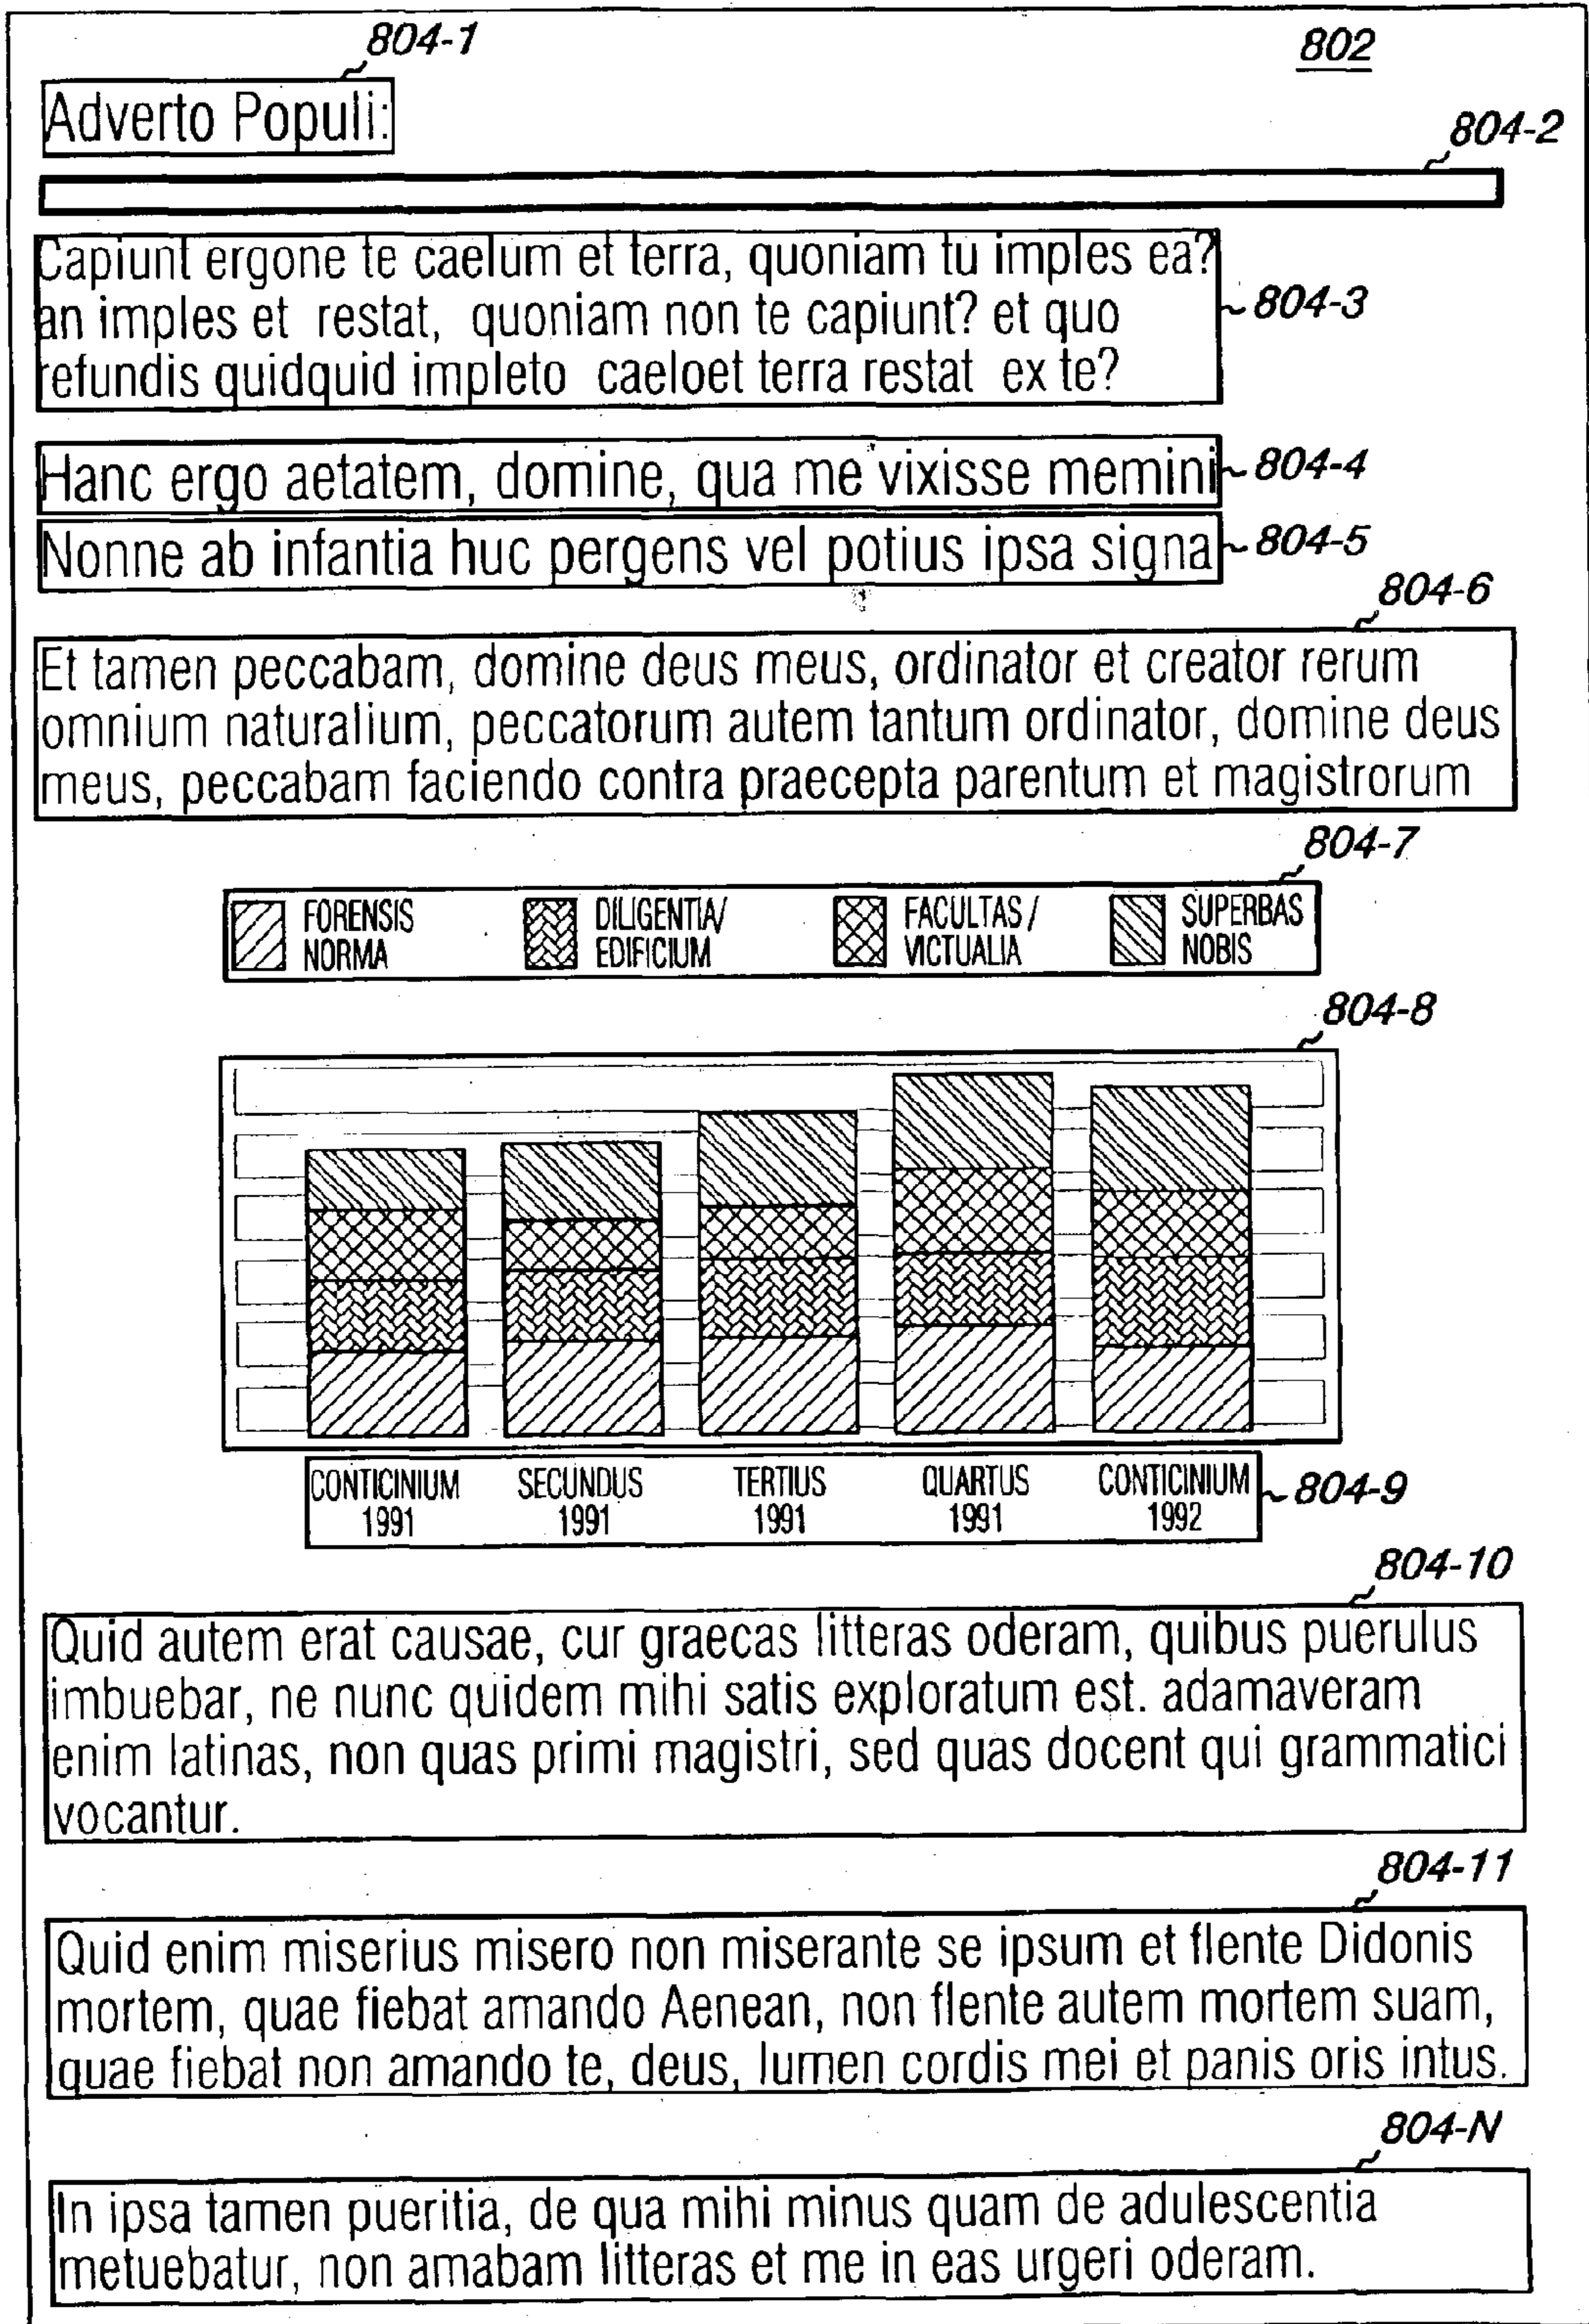 804-1
802
Adverto Populi:
804-2
Capiunt ergone te caelum et terra, quoniam tu imples ea?
an imples et restat, quoniam non te capiunt? et quo
refundis quidquid impleto caeloet terra restat ex te?
804-3
Hanc ergo aetatem, domine, qua me vixisse memini
804-4
Nonne ab infantia huc pergens vel potius ipsa signa
804-5
804-6
Et tamen peccabam, domine deus meus, ordinator et creator rerum
omnium naturalium, peccatorum autem tantum ordinator, domine deus
meus, peccabam faciendo contra praecepta parentum et magistrorum
804-7
FORENSIS
NORMA
DILIGENTIA/
EDIFICIUM
FACULTAS/
VICTUALIA
SUPERBAS
NOBIS
804-8
CONTICINIUM
1991
SECUNDUS
1991
TERTIUS
1991
QUARTUS
1991
CONTICINIUM
1992
804-9
804-10
Quid autem erat causae, cur graecas litteras oderam, quibus puerulus
imbuebar, ne nunc quidem mihi satis exploratum est. adamaveram
enim latinas, non quas primi magistri, sed quas docent qui grammatici
vocantur.
804-11
Quid enim miserius misero non miserante se ipsum et flente Didonis
mortem, quae fiebat amando Aenean, non flente autem mortem suam,
quae fiebat non amando te, deus, lumen cordis mei et panis oris intus.
804-N
In ipsa tamen pueritia, de qua mihi minus quam de adulescentia
metuebatur, non amabam litteras et me in eas urgeri oderam.